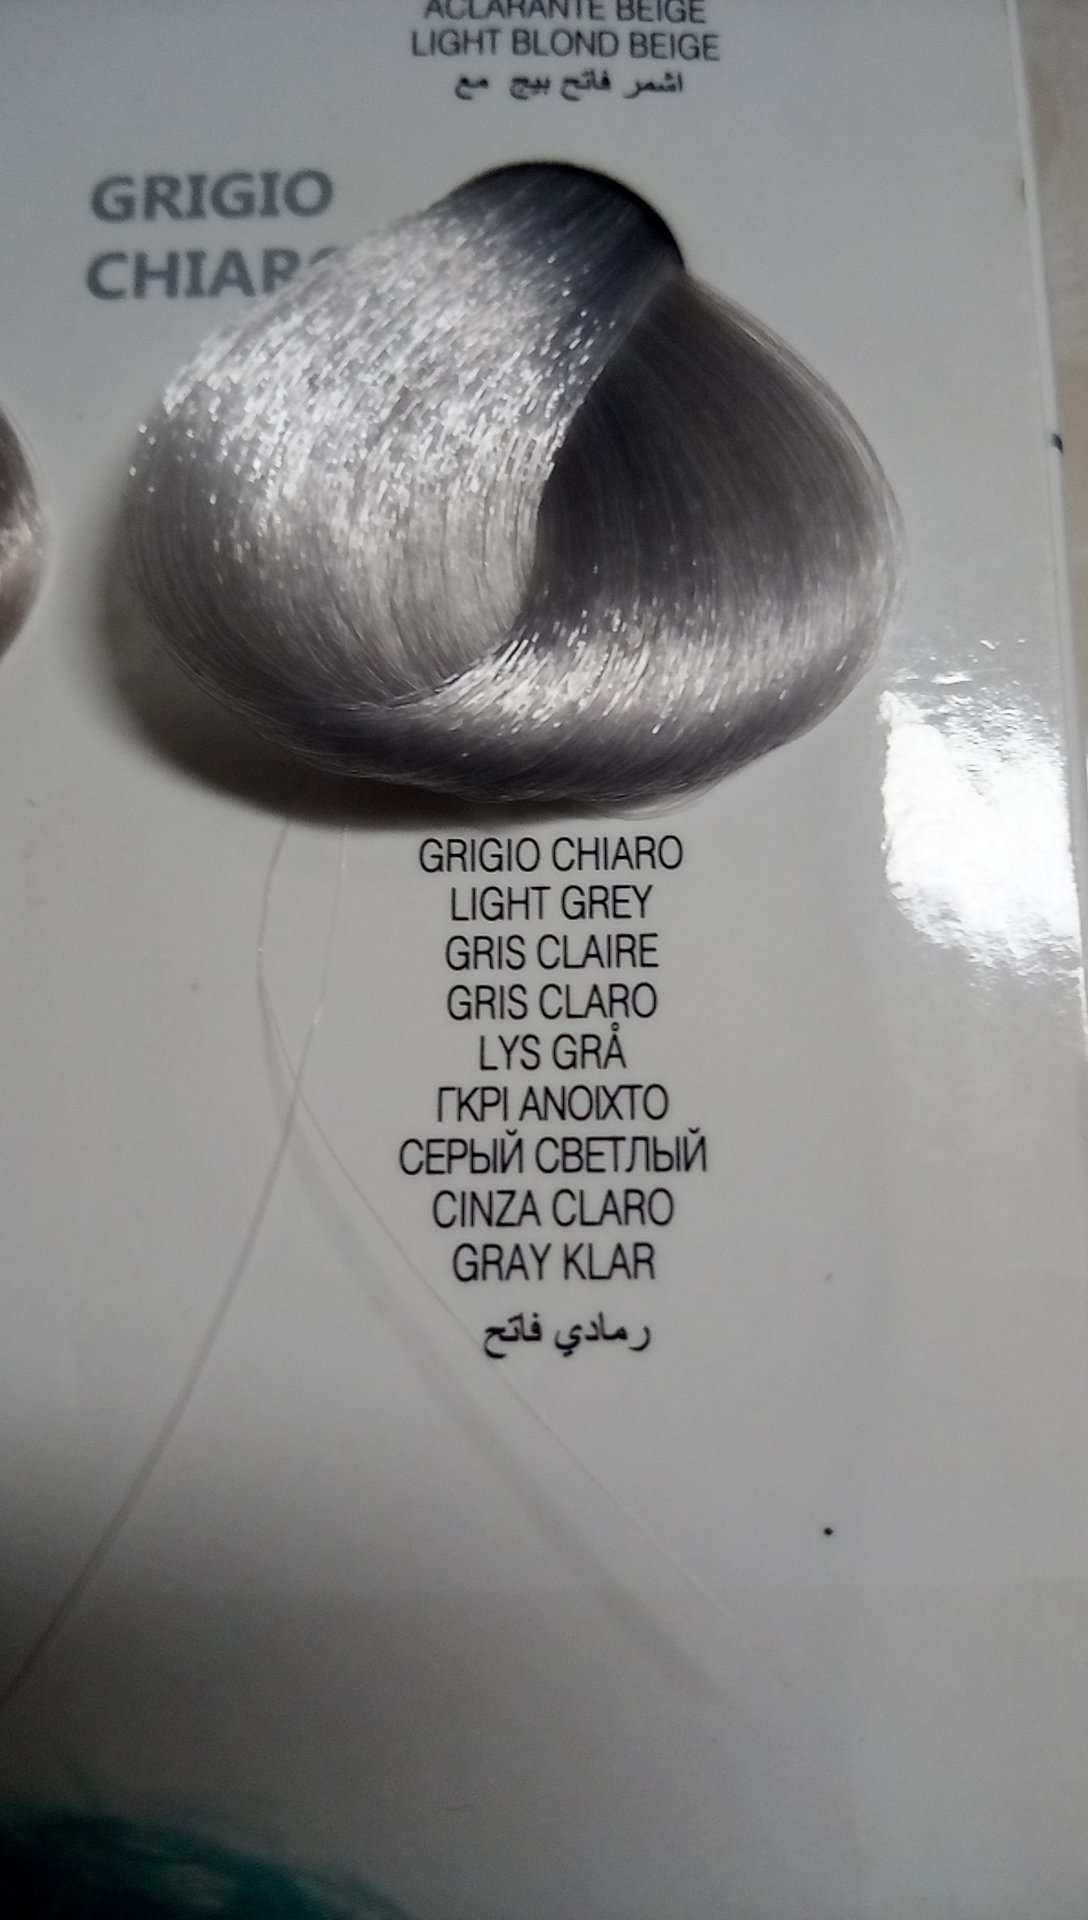 ACLARANTE BEIGE
LIGHT BLOND BEIGE
اشمر فاتح بيج مع
GRIGIO
CHIARO
GRIGIO CHIARO
LIGHT GREY
GRIS CLAIRE
GRIS CLARO
LYS GRÅ
ΓΚΡΙ ΑΝΟΙΧΤΟ
СЕРЫЙ СВЕТЛЫЙ
CINZA CLARO
GRAY KLAR
رمادي فاتح